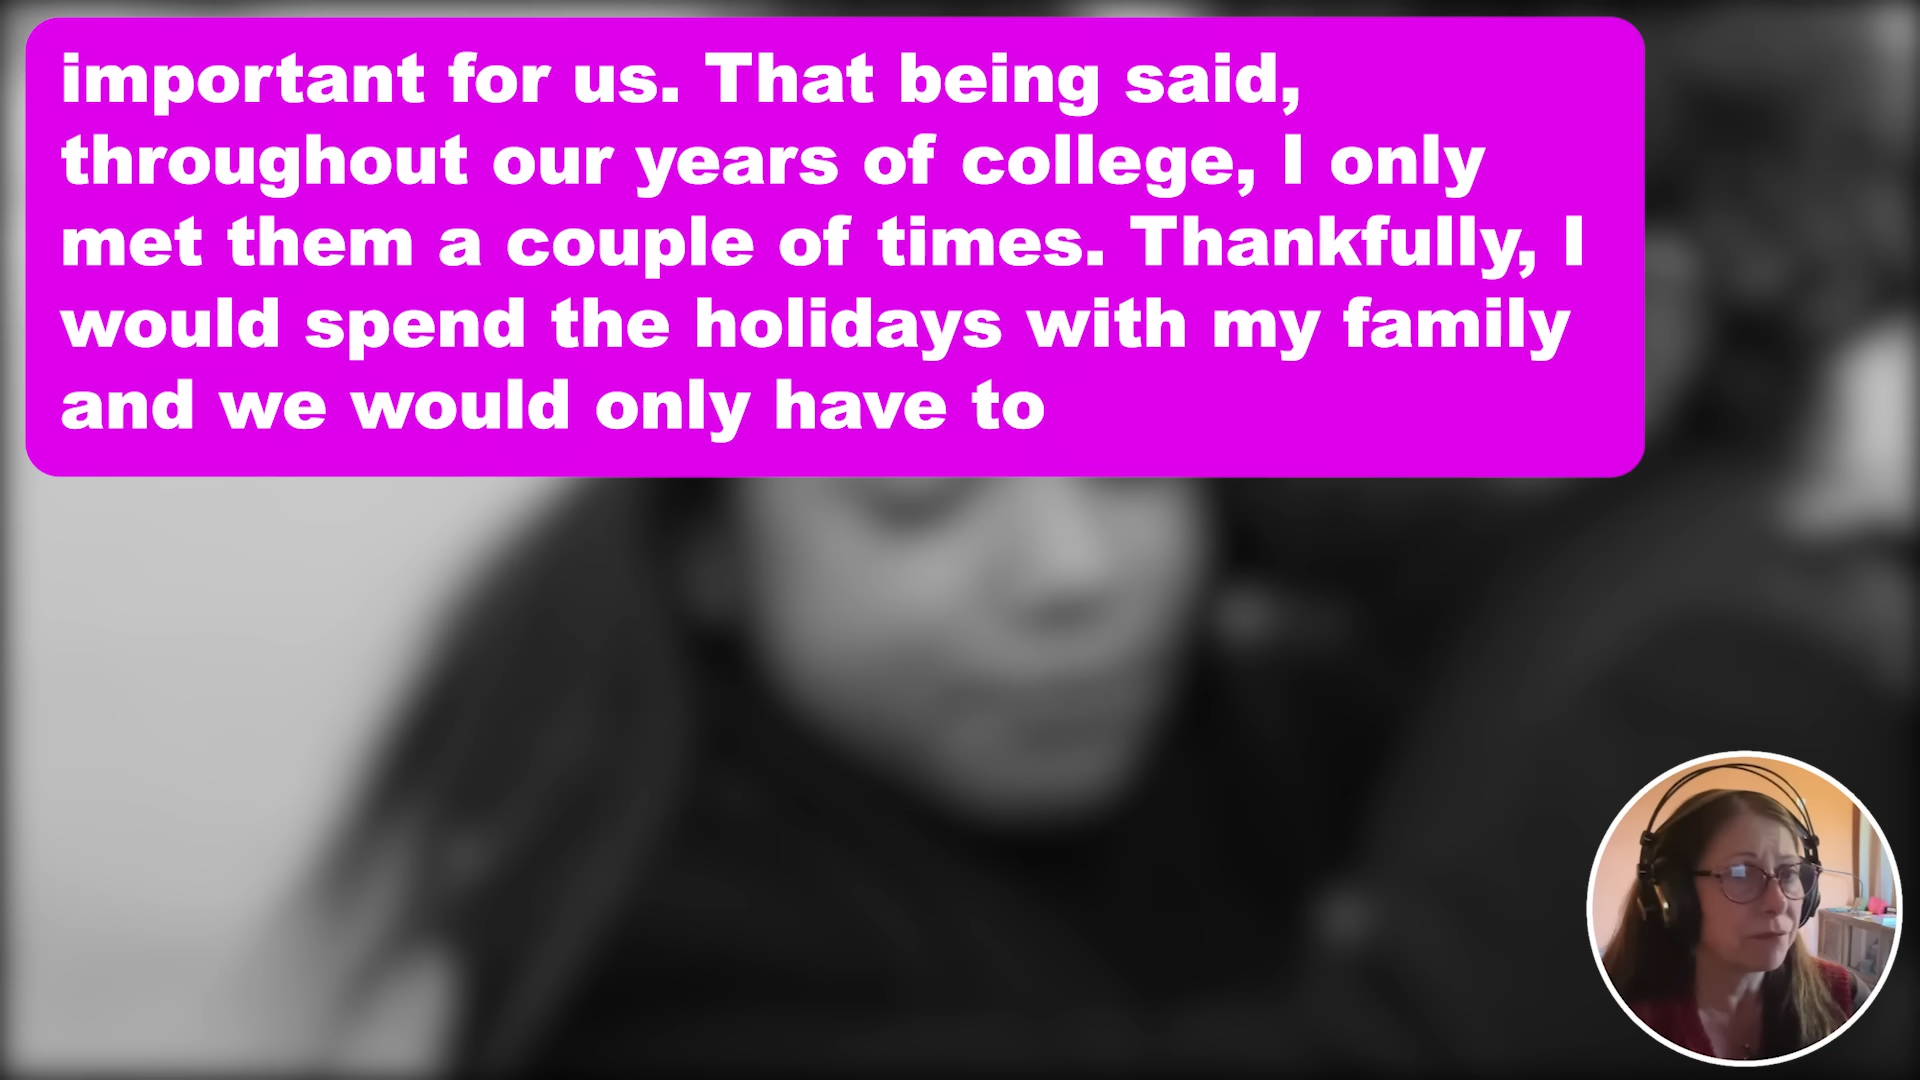 important for us. That being said,
throughout our years of college, I only
met them a couple of times. Thankfully, I
would spend the holidays with my family
and we would only have to